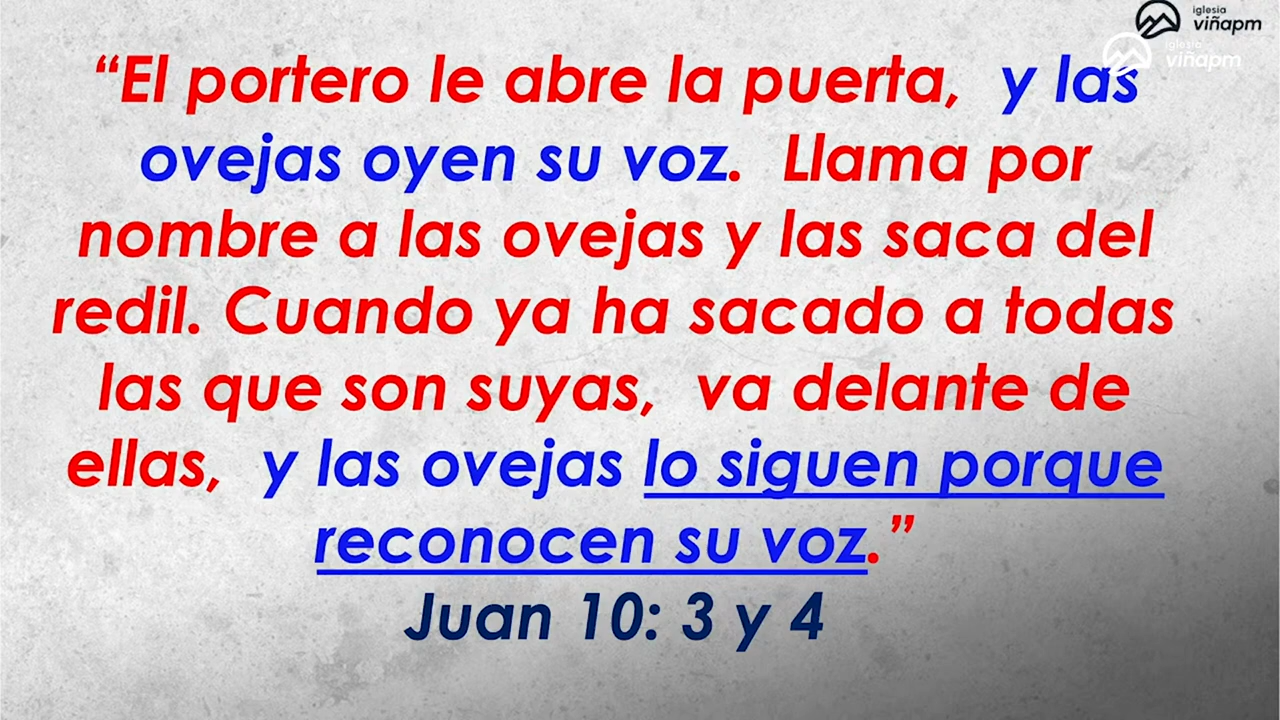 iglesia
viñapm
iglesia
viñapm
“El portero le abre la puerta, y las
ovejas oyen su voz. Llama por
nombre a las ovejas y las saca del
redil. Cuando ya ha sacado a todas
las que son suyas, va delante de
ellas, y las ovejas lo siguen porque
reconocen su voz.”
Juan 10: 3 y 4